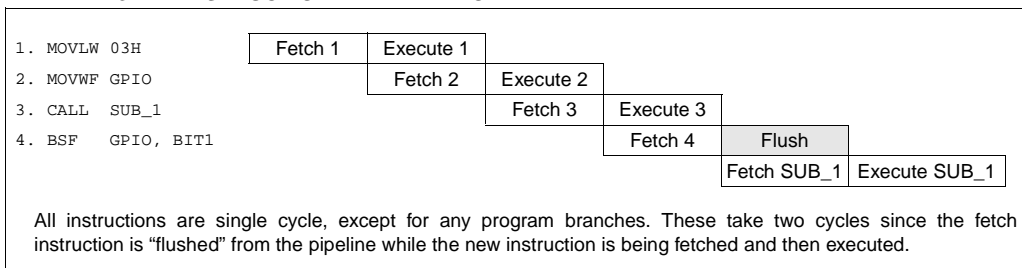 1. MOVLW 03H Fetch 1 Execute 1
2. MOVWF GPIO Fetch 2 Execute 2
3. CALL SUB_1 Fetch 3 Execute 3
4. BSF GPIO, BIT1 Fetch 4 Flush
Fetch SUB_1 Execute SUB_1
All instructions are single cycle, except for any program branches. These take two cycles since the fetch
instruction is “flushed” from the pipeline while the new instruction is being fetched and then executed.